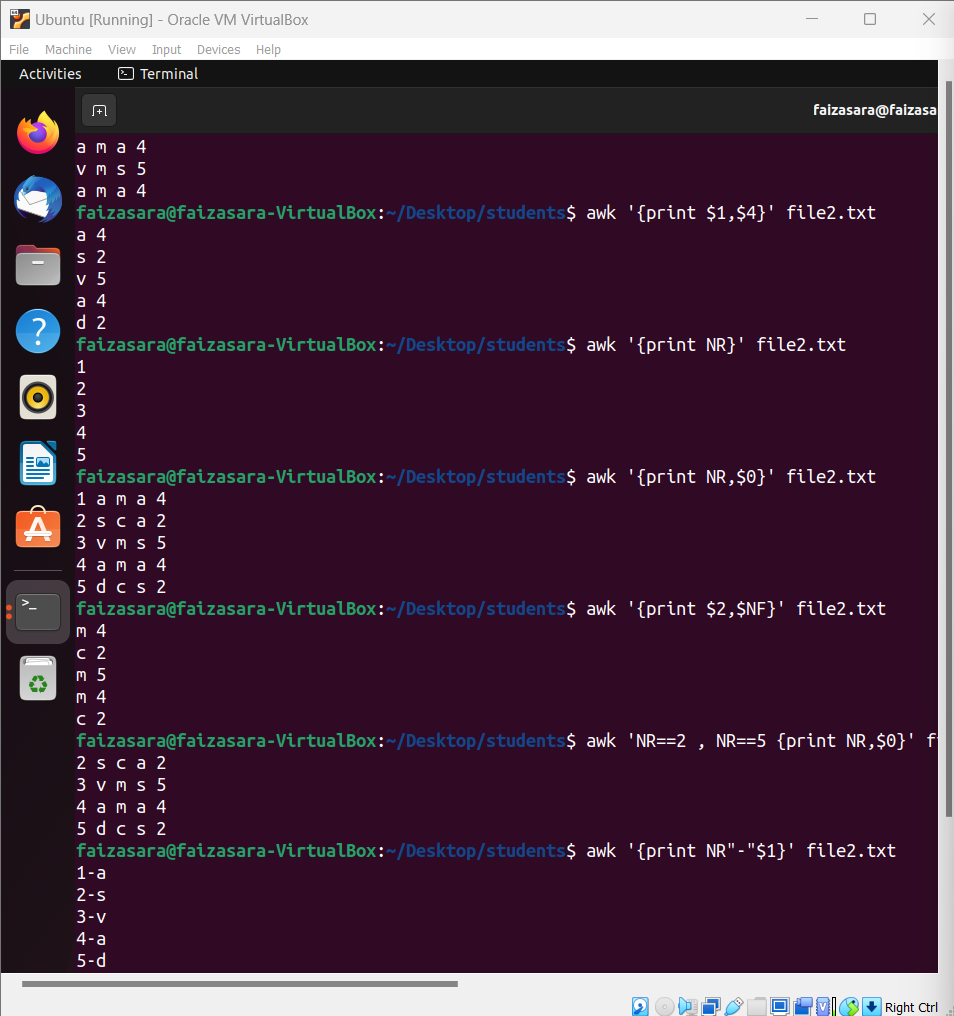 Ubuntu [Running] - Oracle VM VirtualBox
File Machine View Input Devices Help
Activities Terminal
faizasara@faizasa
a m a 4
v m s 5
a m a 4
faizasara@faizasara-VirtualBox:~/Desktop/students$ awk '{print $1,$4}' file2.txt
a 4
s 2
v 5
a 4
d 2
faizasara@faizasara-VirtualBox:~/Desktop/students$ awk '{print NR}' file2.txt
1
2
3
4
5
faizasara@faizasara-VirtualBox:~/Desktop/students$ awk '{print NR,$0}' file2.txt
1 a m a 4
2 s c a 2
3 v m s 5
4 a m a 4
5 d c s 2
faizasara@faizasara-VirtualBox:~/Desktop/students$ awk '{print $2,$NF}' file2.txt
m 4
c 2
m 5
m 4
c 2
faizasara@faizasara-VirtualBox:~/Desktop/students$ awk 'NR==2 , NR==5 {print NR,$0}' f
2 s c a 2
3 v m s 5
4 a m a 4
5 d c s 2
faizasara@faizasara-VirtualBox:~/Desktop/students$ awk '{print NR"-"$1}' file2.txt
1-a
2-s
3-v
4-a
5-d
Right Ctrl